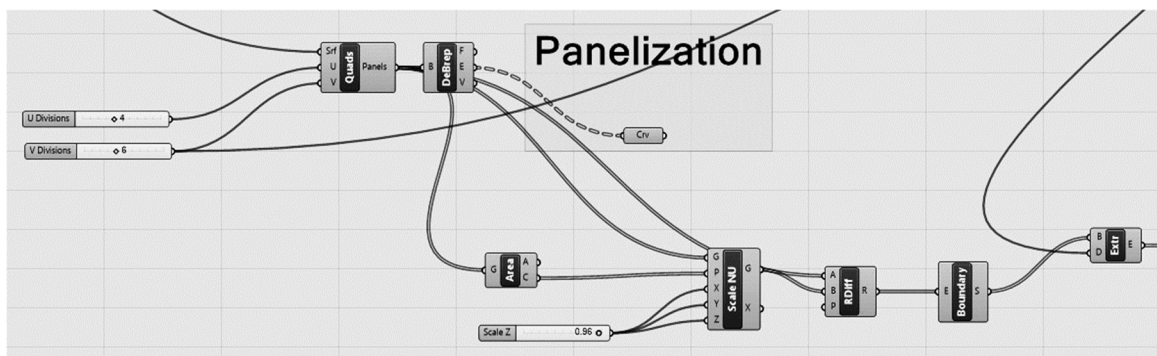 Panelization
Srf
U
V
Quads
Panels
B
DeBrep
F
E
V
U Divisions
4
V Divisions
6
Crv
G
Area
A
C
G
P
X
Y
Z
Scale NU
G
X
Scale Z
0.96
A
B
P
RDiff
R
E
Boundary
S
B
D
Extr
E